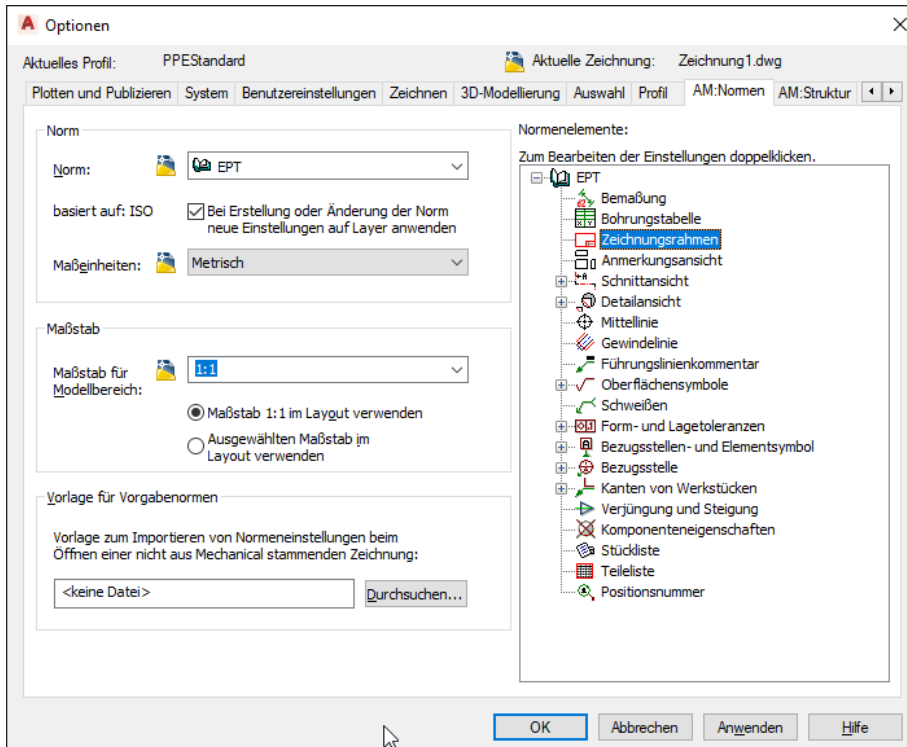 Optionen
Aktuelles Profil: PPEStandard Aktuelle Zeichnung: Zeichnung1.dwg
Plotten und Publizieren System Benutzereinstellungen Zeichnen 3D-Modellierung Auswahl Profil AM:Normen AM:Struktur
Norm
Norm: EPT
basiert auf: ISO
Bei Erstellung oder Änderung der Norm
neue Einstellungen auf Layer anwenden
Maßeinheiten: Metrisch
Maßstab
Maßstab für
Modellbereich:
1:1
Maßstab 1:1 im Layout verwenden
Ausgewählten Maßstab im
Layout verwenden
Vorlage für Vorgabenormen
Vorlage zum Importieren von Normeneinstellungen beim
Öffnen einer nicht aus Mechanical stammenden Zeichnung:
<keine Datei> Durchsuchen...
Normenelemente:
Zum Bearbeiten der Einstellungen doppelklicken.
EPT
Bemaßung
Bohrungstabelle
Zeichnungsrahmen
Anmerkungsansicht
Schnittansicht
Detailansicht
Mittellinie
Gewindelinie
Führungslinienkommentar
Oberflächensymbole
Schweißen
Form- und Lagetoleranzen
Bezugsstellen- und Elementsymbol
Bezugsstelle
Kanten von Werkstücken
Verjüngung und Steigung
Komponenteneigenschaften
Stückliste
Teileliste
Positionsnummer
OK Abbrechen Anwenden Hilfe